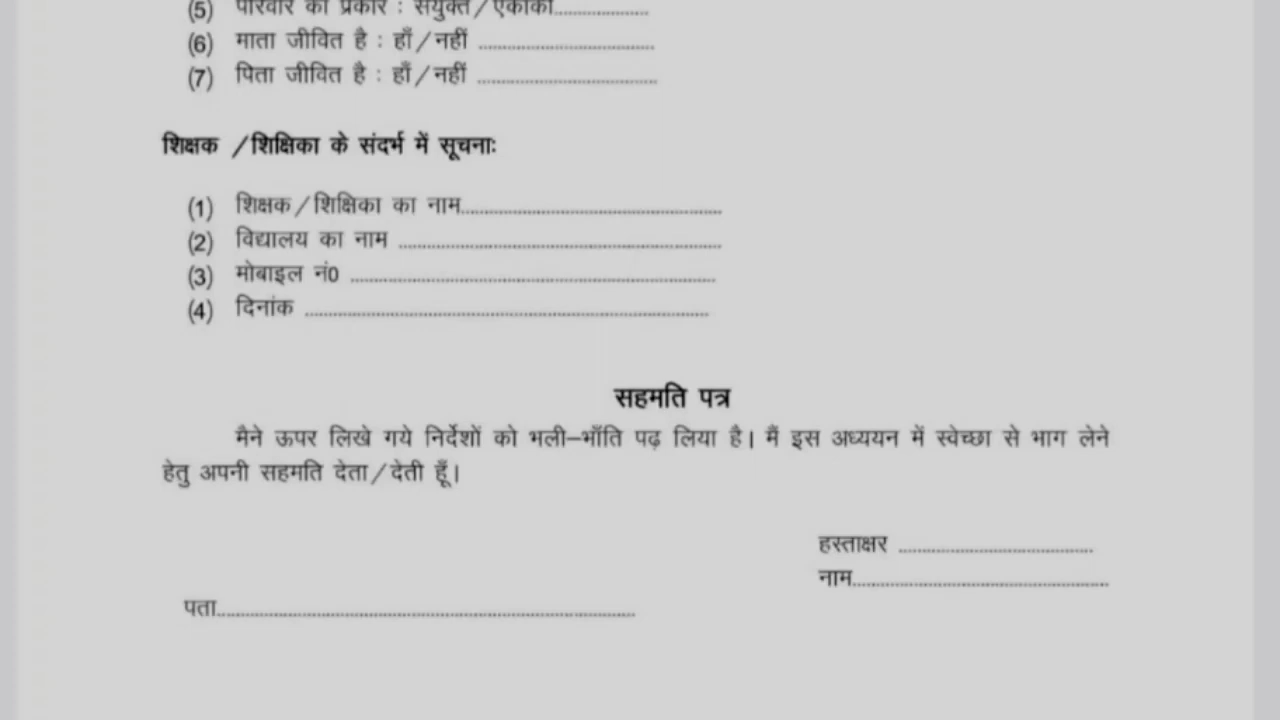 (5) परिवार का प्रकार : संयुक्त/एकाकी..............................
(6) माता जीवित है : हाँ/नहीं ..............................
(7) पिता जीवित है : हाँ/नहीं ..............................
शिक्षक /शिक्षिका के संदर्भ में सूचनाः
(1) शिक्षक/शिक्षिका का नाम..............................
(2) विद्यालय का नाम ..............................
(3) मोबाइल नं0 ..............................
(4) दिनांक ..............................
सहमति पत्र
मैने ऊपर लिखे गये निर्देशों को भली–भाँति पढ़ लिया है। मैं इस अध्ययन में स्वेच्छा से भाग लेने
हेतु अपनी सहमति देता/देती हूँ।
हस्ताक्षर ..............................
नाम..............................
पता..............................